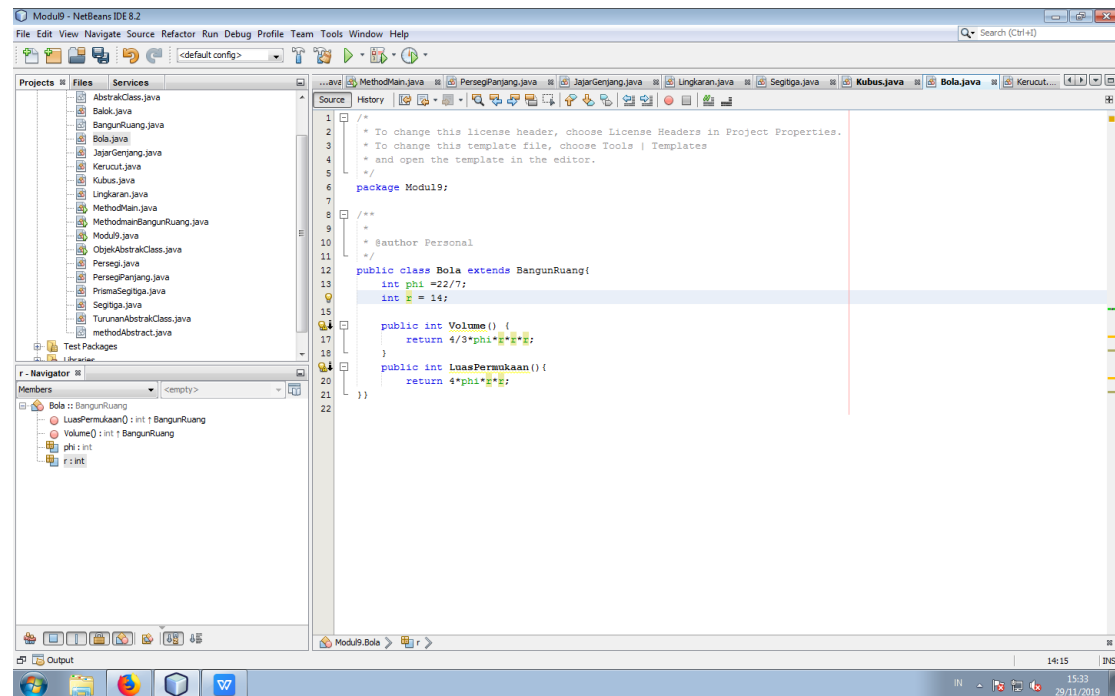 Modul9 - NetBeans IDE 8.2
File Edit View Navigate Source Refactor Run Debug Profile Team Tools Window Help
Search (Ctrl+I)
<default config>
Projects Files Services
...ava MethodMain.java PersegiPanjang.java JajarGenjang.java Lingkaran.java Segitiga.java Kubus.java Bola.java Kerucut....
Source History
AbstrakClass.java
Balok.java
BangunRuang.java
Bola.java
JajarGenjang.java
Kerucut.java
Kubus.java
Lingkaran.java
MethodMain.java
MethodmainBangunRuang.java
Modul9.java
ObjekAbstrakClass.java
Persegi.java
PersegiPanjang.java
PrismaSegitiga.java
Segitiga.java
TurunanAbstrakClass.java
methodAbstract.java
Test Packages
Libraries
r - Navigator
Members <empty>
Bola :: BangunRuang
LuasPermukaan() : int ↑ BangunRuang
Volume() : int ↑ BangunRuang
phi : int
r : int
1 /*
2 * To change this license header, choose License Headers in Project Properties.
3 * To change this template file, choose Tools | Templates
4 * and open the template in the editor.
5 */
6 package Modul9;
7
8 /**
9 *
10 * @author Personal
11 */
12 public class Bola extends BangunRuang{
13 int phi =22/7;
int r = 14;
15
public int Volume() {
17 return 4/3*phi*r*r*r;
18 }
public int LuasPermukaan(){
20 return 4*phi*r*r;
21 }}
22
Modul9.Bola r
Output
14:15 INS
IN
15:33
29/11/2019